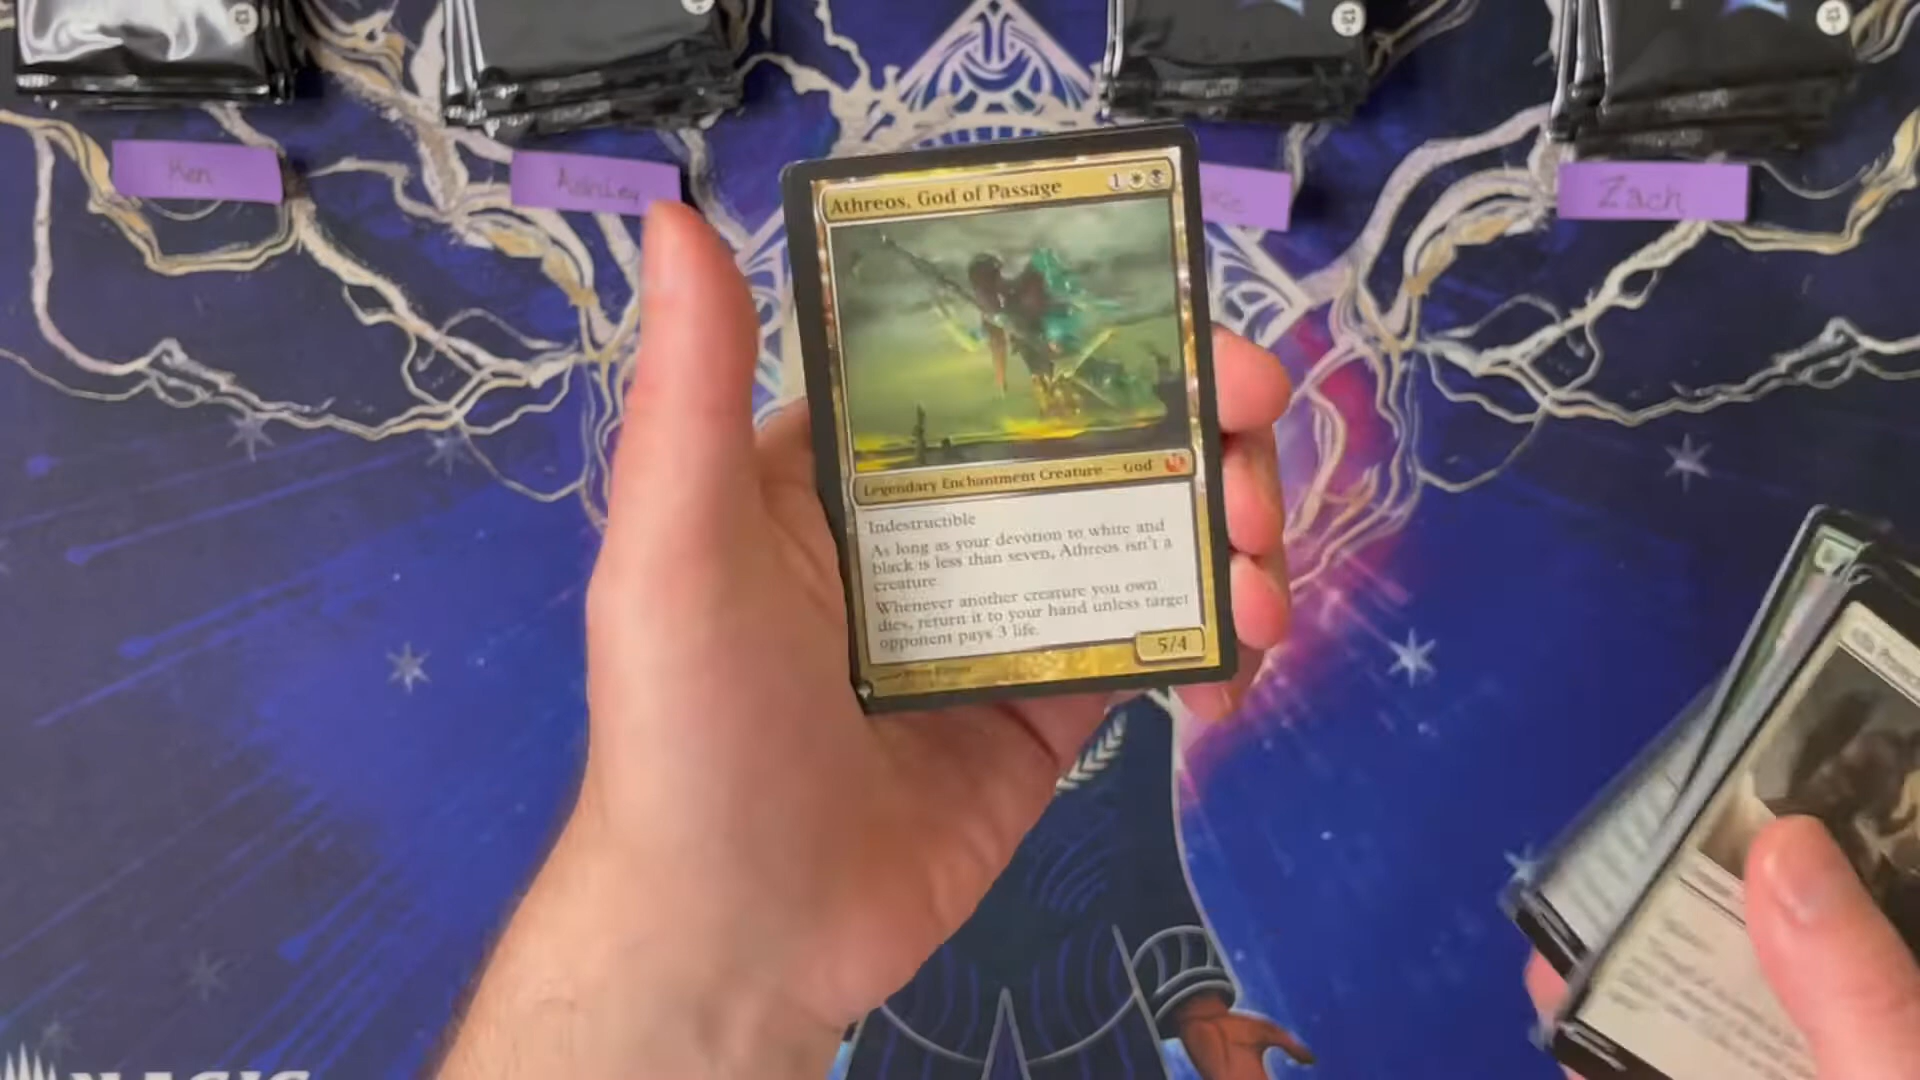 13+
13+
Ken
Ashley
Zach
Athreos, God of Passage 1
Legendary Enchantment Creature — God
Indestructible
As long as your devotion to white and
black is less than seven, Athreos isn't a
creature.
Whenever another creature you own
dies, return it to your hand unless target
opponent pays 3 life.
5/4